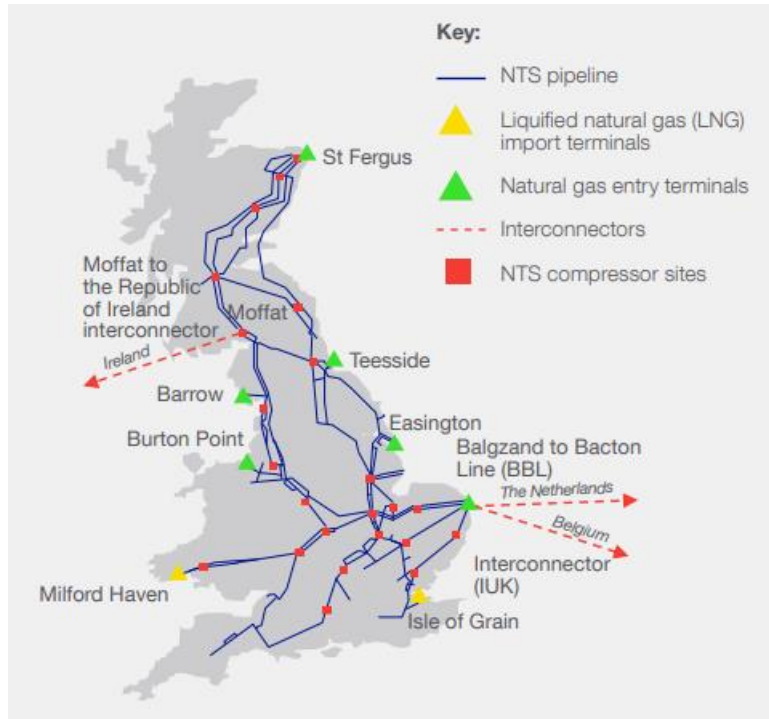 Key:
NTS pipeline
Liquified natural gas (LNG)
import terminals
Natural gas entry terminals
Interconnectors
NTS compressor sites
St Fergus
Moffat to
the Republic
of Ireland
interconnector
Moffat
Ireland
Teesside
Barrow
Easington
Burton Point
Balgzand to Bacton
Line (BBL)
The Netherlands
Belgium
Interconnector
(IUK)
Milford Haven
Isle of Grain